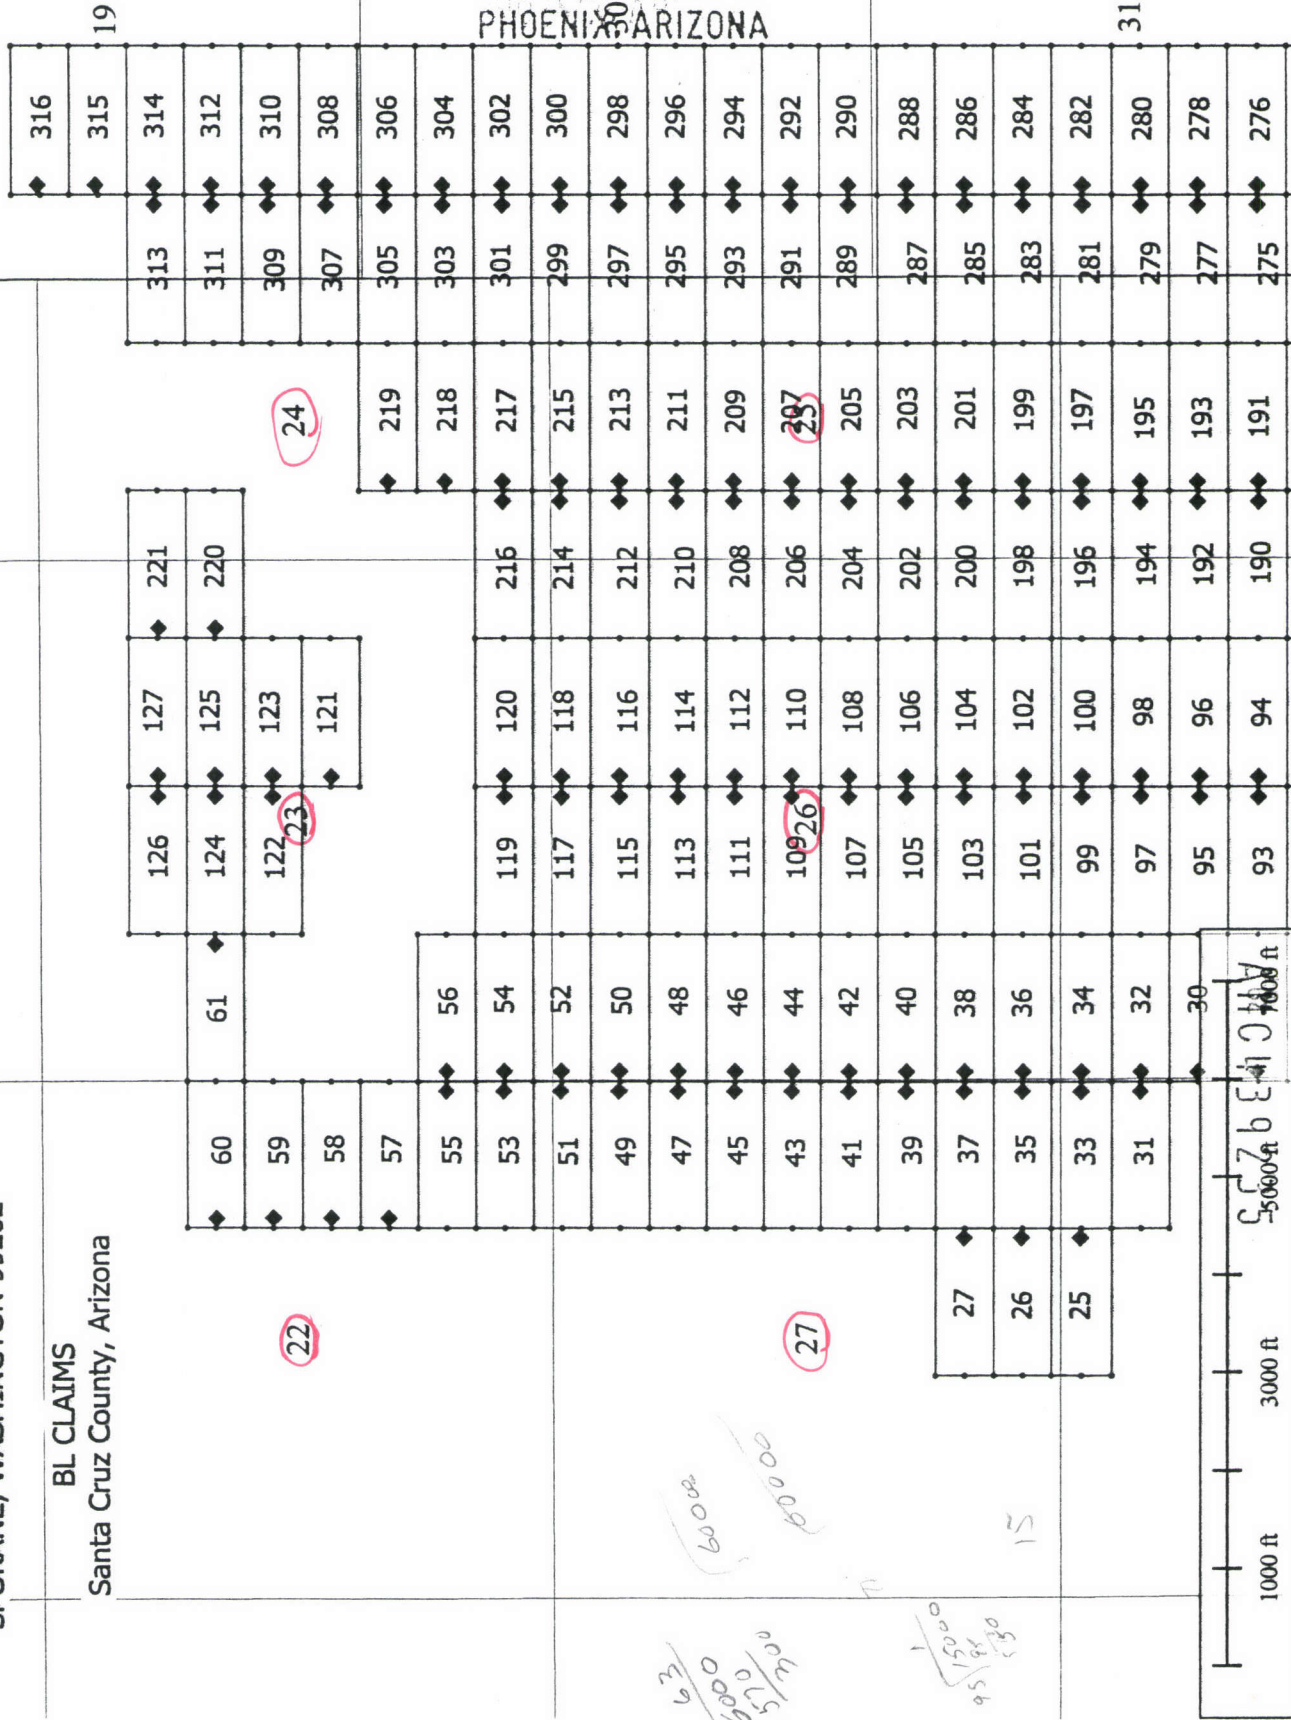 BL CLAIMS
316
Santa Cruz County, Arizona
315 19
126 127 221 313 314
60 61 124 125 220 311 312
59 122 123 309 310
22 23 24
58 121 307 308
57 219 305 306
55 56 218 303 304
53 54 119 120 216 217 301 302
51 52 117 118 214 215 299 300
49 50 115 116 212 213 297 298 30
PHOENIX, ARIZONA
47 48 113 114 210 211 295 296
45 46 111 112 208 209 293 294
43 44 109 110 206 207 291 292
27 26 25
41 42 107 108 204 205 289 290
39 40 105 106 202 203 287 288
27 37 38 103 104 200 201 285 286
26 35 36 101 102 198 199 283 284
25 33 34 99 100 196 197 281 282
31 32 97 98 194 195 279 280 31
30 95 96 192 193 277 278
93 94 190 191 275 276
1000 ft 3000 ft 5000 ft 7000 ft
60000
15